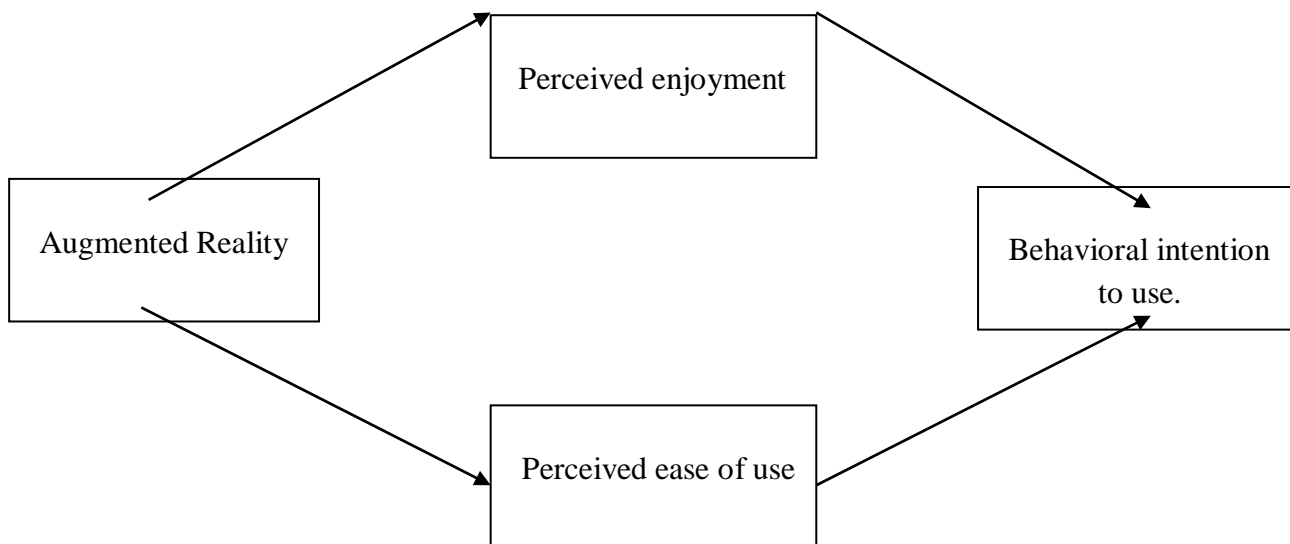 Perceived enjoyment
Augmented Reality
Behavioral intention
to use.
Perceived ease of use